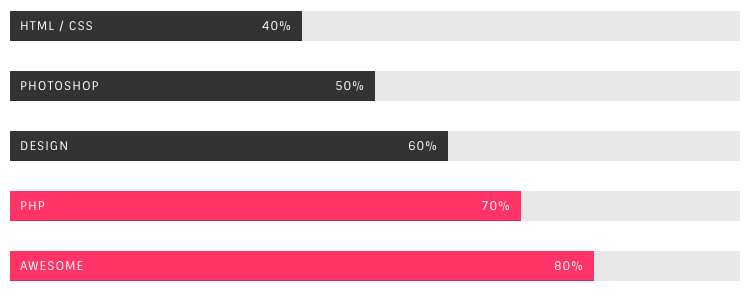 HTML / CSS 40%
PHOTOSHOP 50%
DESIGN 60%
PHP 70%
AWESOME 80%